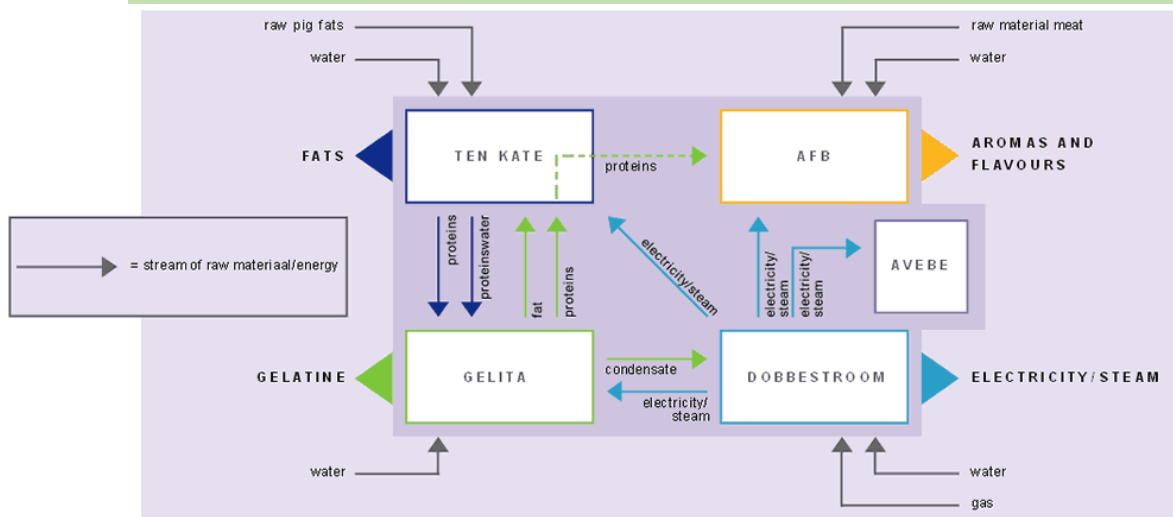 raw pig fats
water
raw material meat
water
FATS
TEN KATE
proteins
AFB
AROMAS AND
FLAVOURS
= stream of raw materiaal/energy
proteins
proteinswater
fat
proteins
electricity/steam
electricity/
steam
electricity/
steam
AVEBE
GELATINE
GELITA
condensate
electricity/
steam
DOBBESTROOM
ELECTRICITY/STEAM
water
water
gas